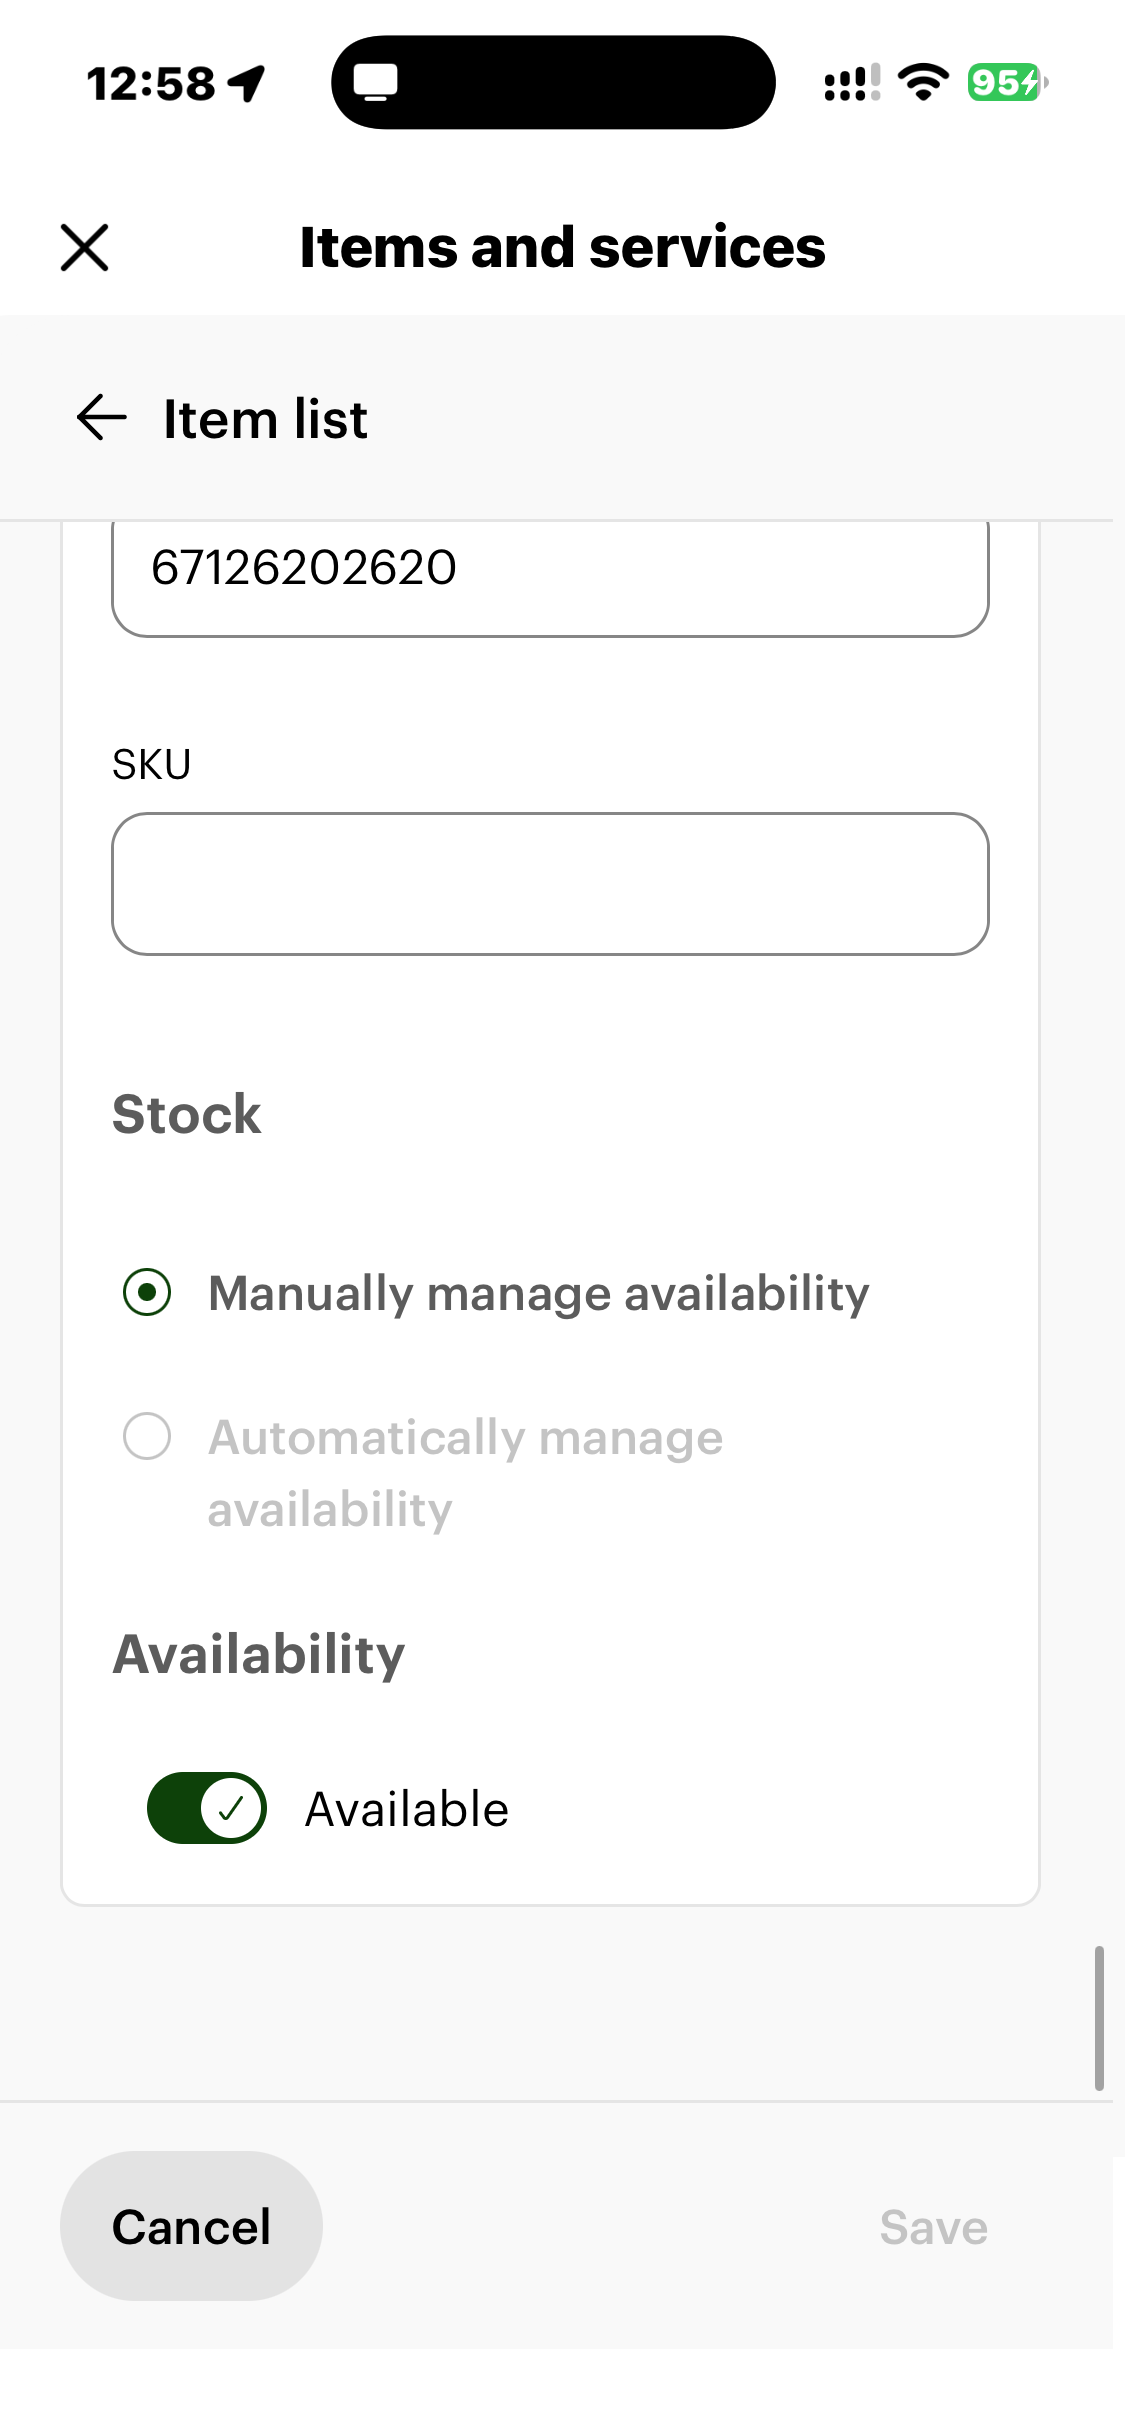 12:58
95
Items and services
Item list
67126202620
SKU
Stock
Manually manage availability
Automatically manage
availability
Availability
Available
Cancel
Save